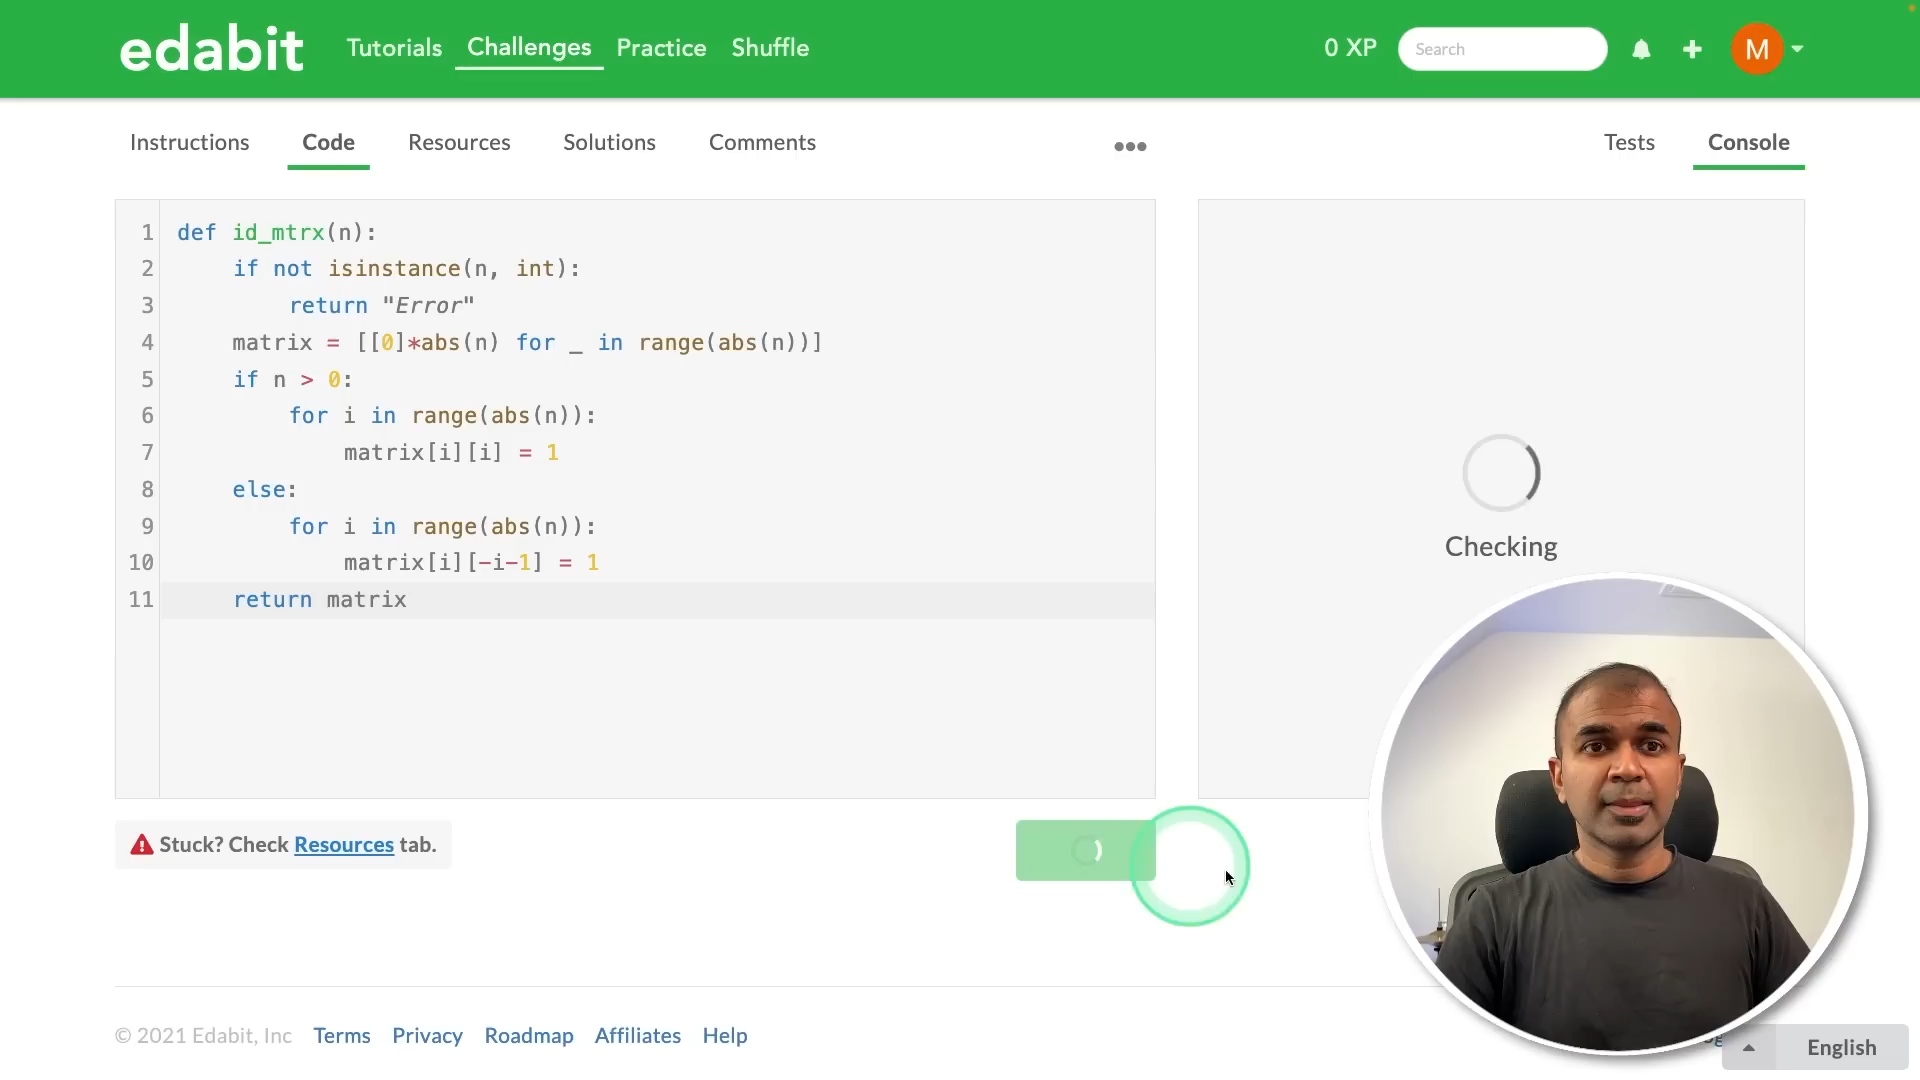 edabit Tutorials Challenges Practice Shuffle 0 XP Search M
Instructions Code Resources Solutions Comments Tests Console
1 def id_mtrx(n):
2 if not isinstance(n, int):
3 return "Error"
4 matrix = [[0]*abs(n) for _ in range(abs(n))]
5 if n > 0:
6 for i in range(abs(n)):
7 matrix[i][i] = 1
8 else:
9 for i in range(abs(n)):
10 matrix[i][-i-1] = 1
11 return matrix
Checking
Stuck? Check Resources tab.
© 2021 Edabit, Inc Terms Privacy Roadmap Affiliates Help
English